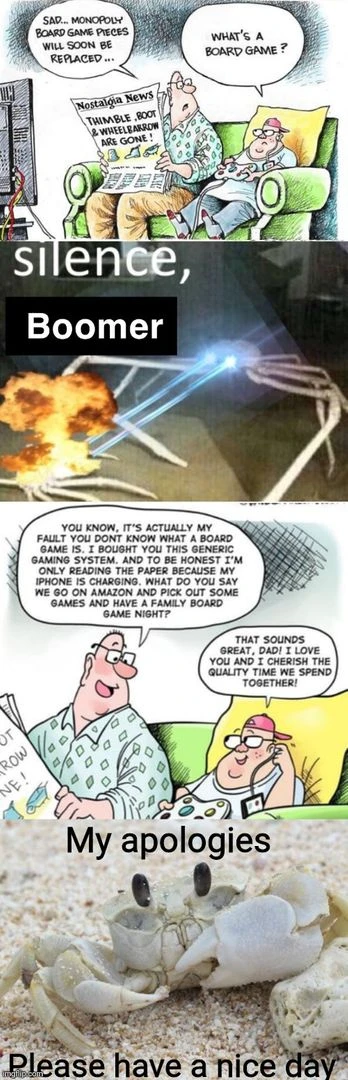 SAD... MONOPOLY
BOARD GAME PIECES
WILL SOON BE
REPLACED...
WHAT'S A
BOARD GAME?
Nostalgia News
THIMBLE, BOOT
& WHEELBARROW
ARE GONE!
silence,
Boomer
YOU KNOW, IT'S ACTUALLY MY
FAULT YOU DONT KNOW WHAT A BOARD
GAME IS. I BOUGHT YOU THIS GENERIC
GAMING SYSTEM. AND TO BE HONEST I'M
ONLY READING THE PAPER BECAUSE MY
IPHONE IS CHARGING. WHAT DO YOU SAY
WE GO ON AMAZON AND PICK OUT SOME
GAMES AND HAVE A FAMILY BOARD
GAME NIGHT?
THAT SOUNDS
GREAT, DAD! I LOVE
YOU AND I CHERISH THE
QUALITY TIME WE SPEND
TOGETHER!
OT
ROW
NE!
My apologies
Please have a nice day
imgflip.com